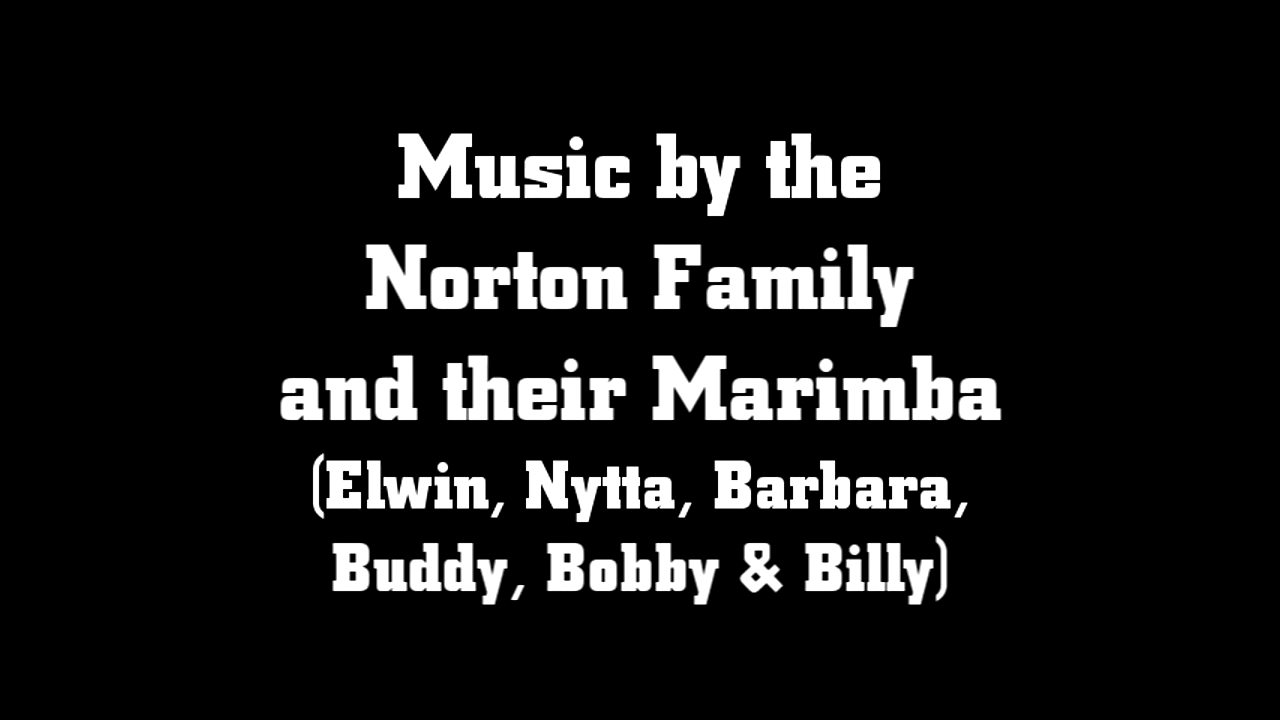 Music by the
Norton Family
and their Marimba
(Elwin, Nytta, Barbara,
Buddy, Bobby & Billy)